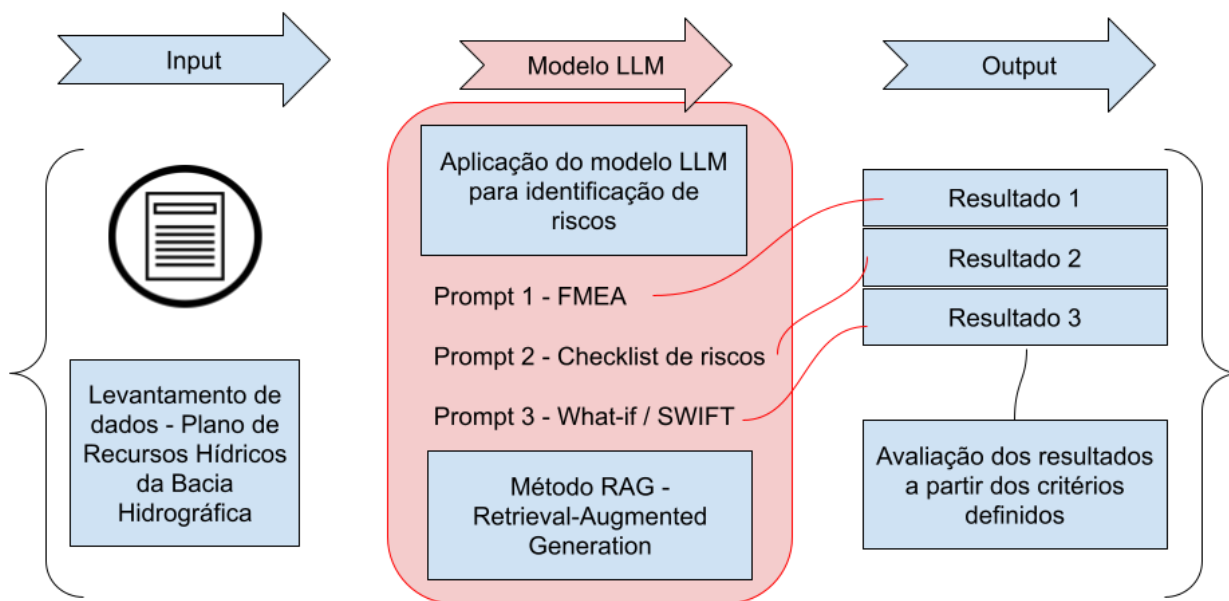 Input
Modelo LLM
Output
Levantamento de
dados - Plano de
Recursos Hídricos
da Bacia
Hidrográfica
Aplicação do modelo LLM
para identificação de
riscos
Prompt 1 - FMEA
Prompt 2 - Checklist de riscos
Prompt 3 - What-if / SWIFT
Método RAG -
Retrieval-Augmented
Generation
Resultado 1
Resultado 2
Resultado 3
Avaliação dos resultados
a partir dos critérios
definidos